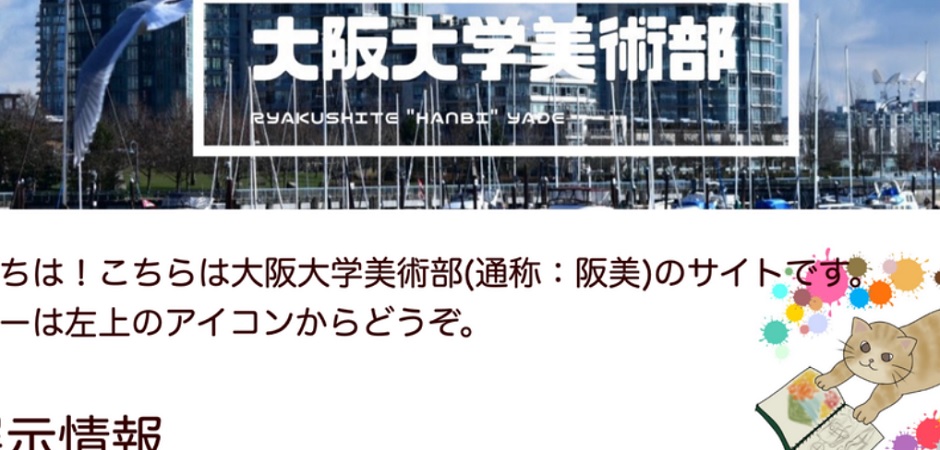 大阪大学美術部
RYAKUSHITE "HANBI" YADE
ちは！こちらは大阪大学美術部(通称：阪美)のサイトです。
ーは左上のアイコンからどうぞ。
示情報